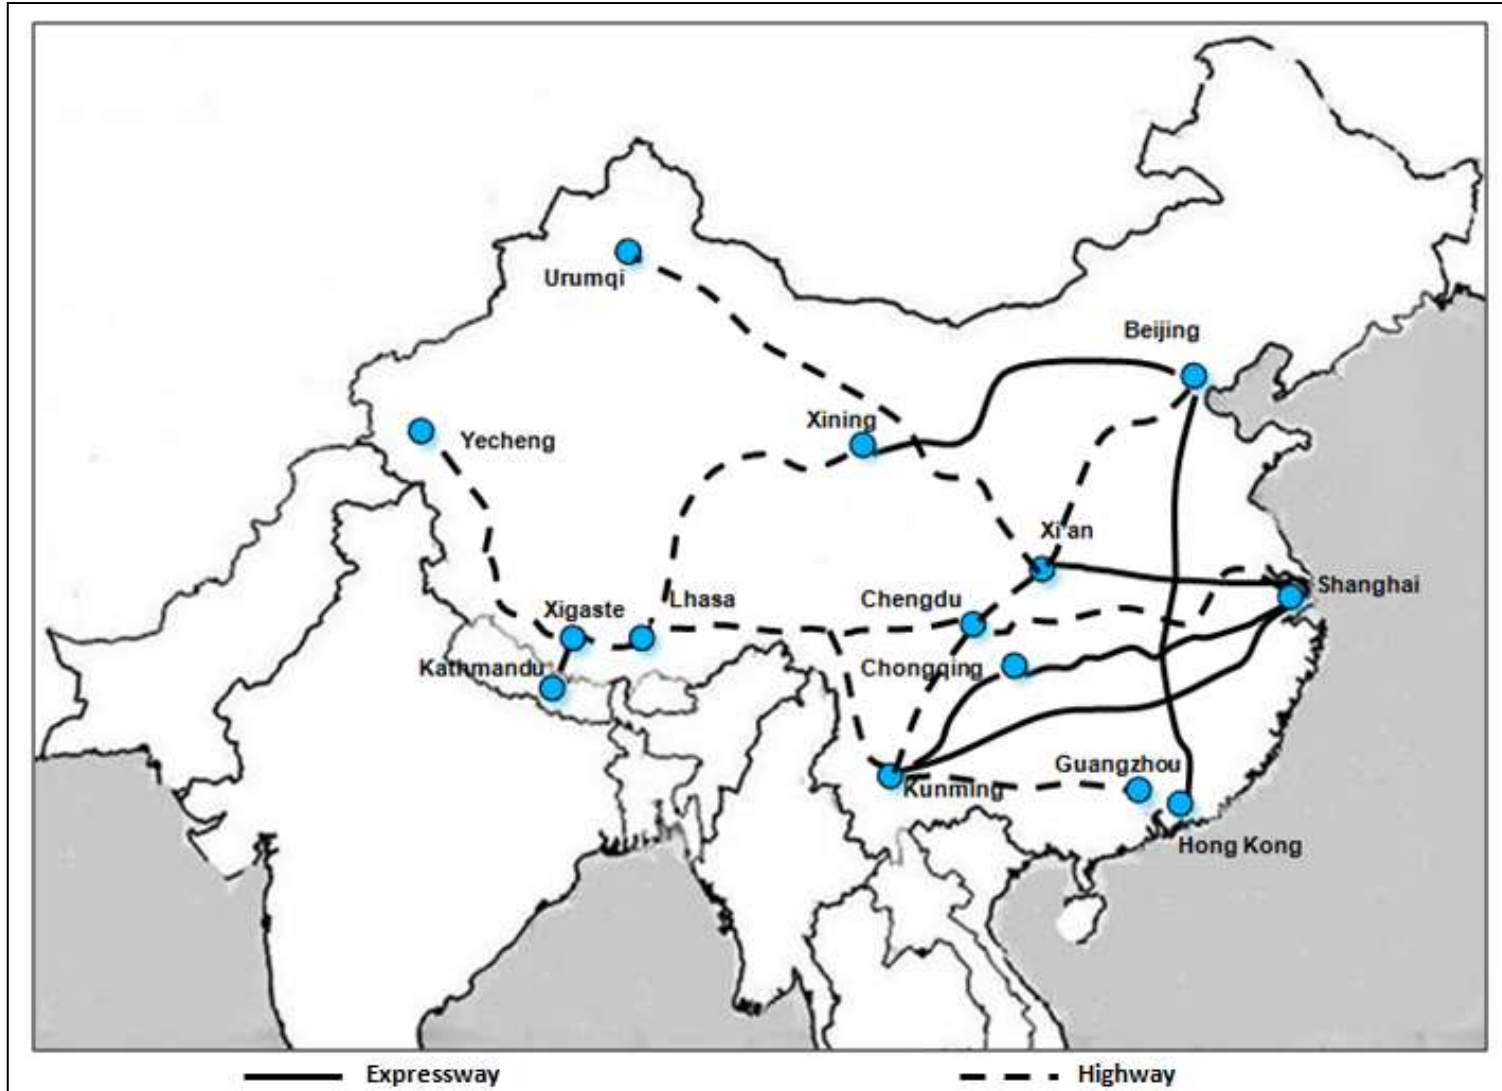 Urumqi
Beijing
Xining
Yecheng
Xi'an
Shanghai
Xigaste
Lhasa
Chengdu
Kathmandu
Chongqing
Guangzhou
Kunming
Hong Kong
Expressway
Highway